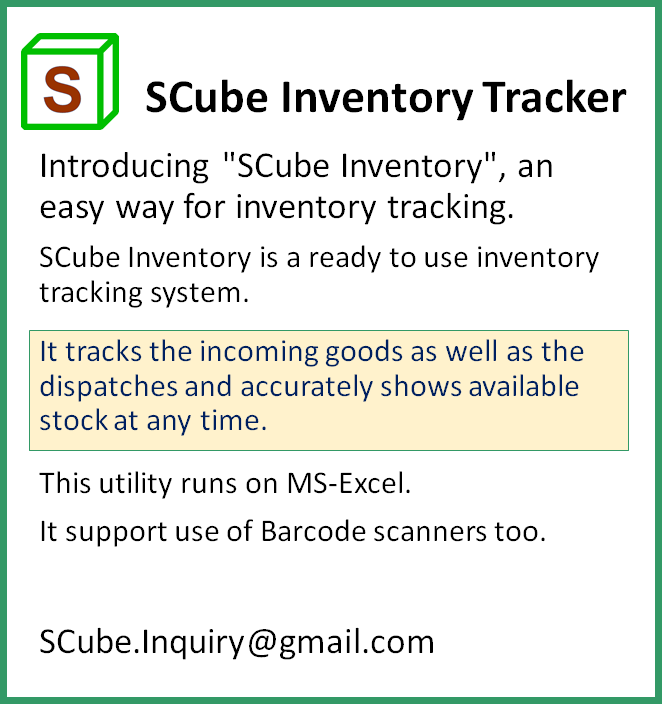 S
SCube Inventory Tracker
Introducing "SCube Inventory", an
easy way for inventory tracking.
SCube Inventory is a ready to use inventory
tracking system.
It tracks the incoming goods as well as the
dispatches and accurately shows available
stock at any time.
This utility runs on MS-Excel.
It support use of Barcode scanners too.
SCube.Inquiry@gmail.com